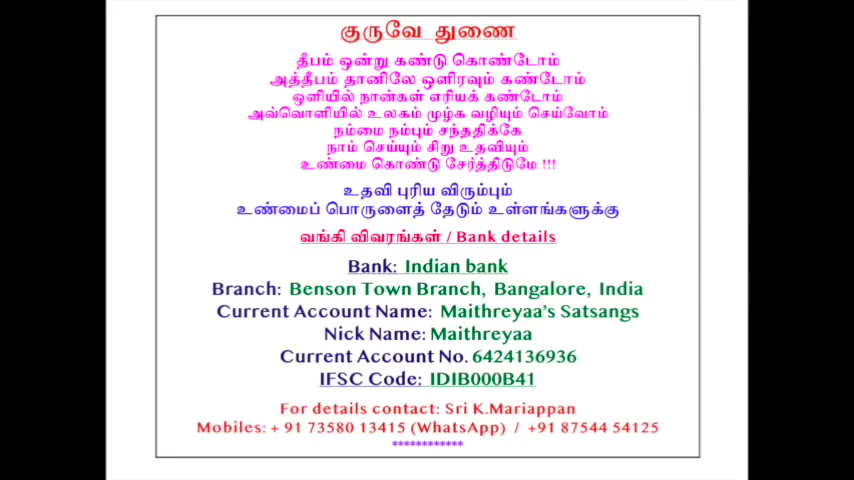 குருவே துணை
தீபம் ஒன்று கண்டு கொண்டோம்
அத்தீபம் தானிலே ஒளிரவும் கண்டோம்
ஒளியில் நான்கள் எரியக் கண்டோம்
அவ்வொளியில் உலகம் முழ்க வழியும் செய்வோம்
நம்மை நம்பும் சந்ததிக்கே
நாம் செய்யும் சிறு உதவியும்
உண்மை கொண்டு சேர்த்திடுமே !!!
உதவி புரிய விரும்பும்
உண்மைப் பொருளைத் தேடும் உள்ளங்களுக்கு
வங்கி விவரங்கள் / Bank details
Bank: Indian bank
Branch: Benson Town Branch, Bangalore, India
Current Account Name: Maithreyaa's Satsangs
Nick Name: Maithreyaa
Current Account No. 6424136936
IFSC Code: IDIB000B41
For details contact: Sri K.Mariappan
Mobiles: + 91 73580 13415 (WhatsApp) / +91 87544 54125
************